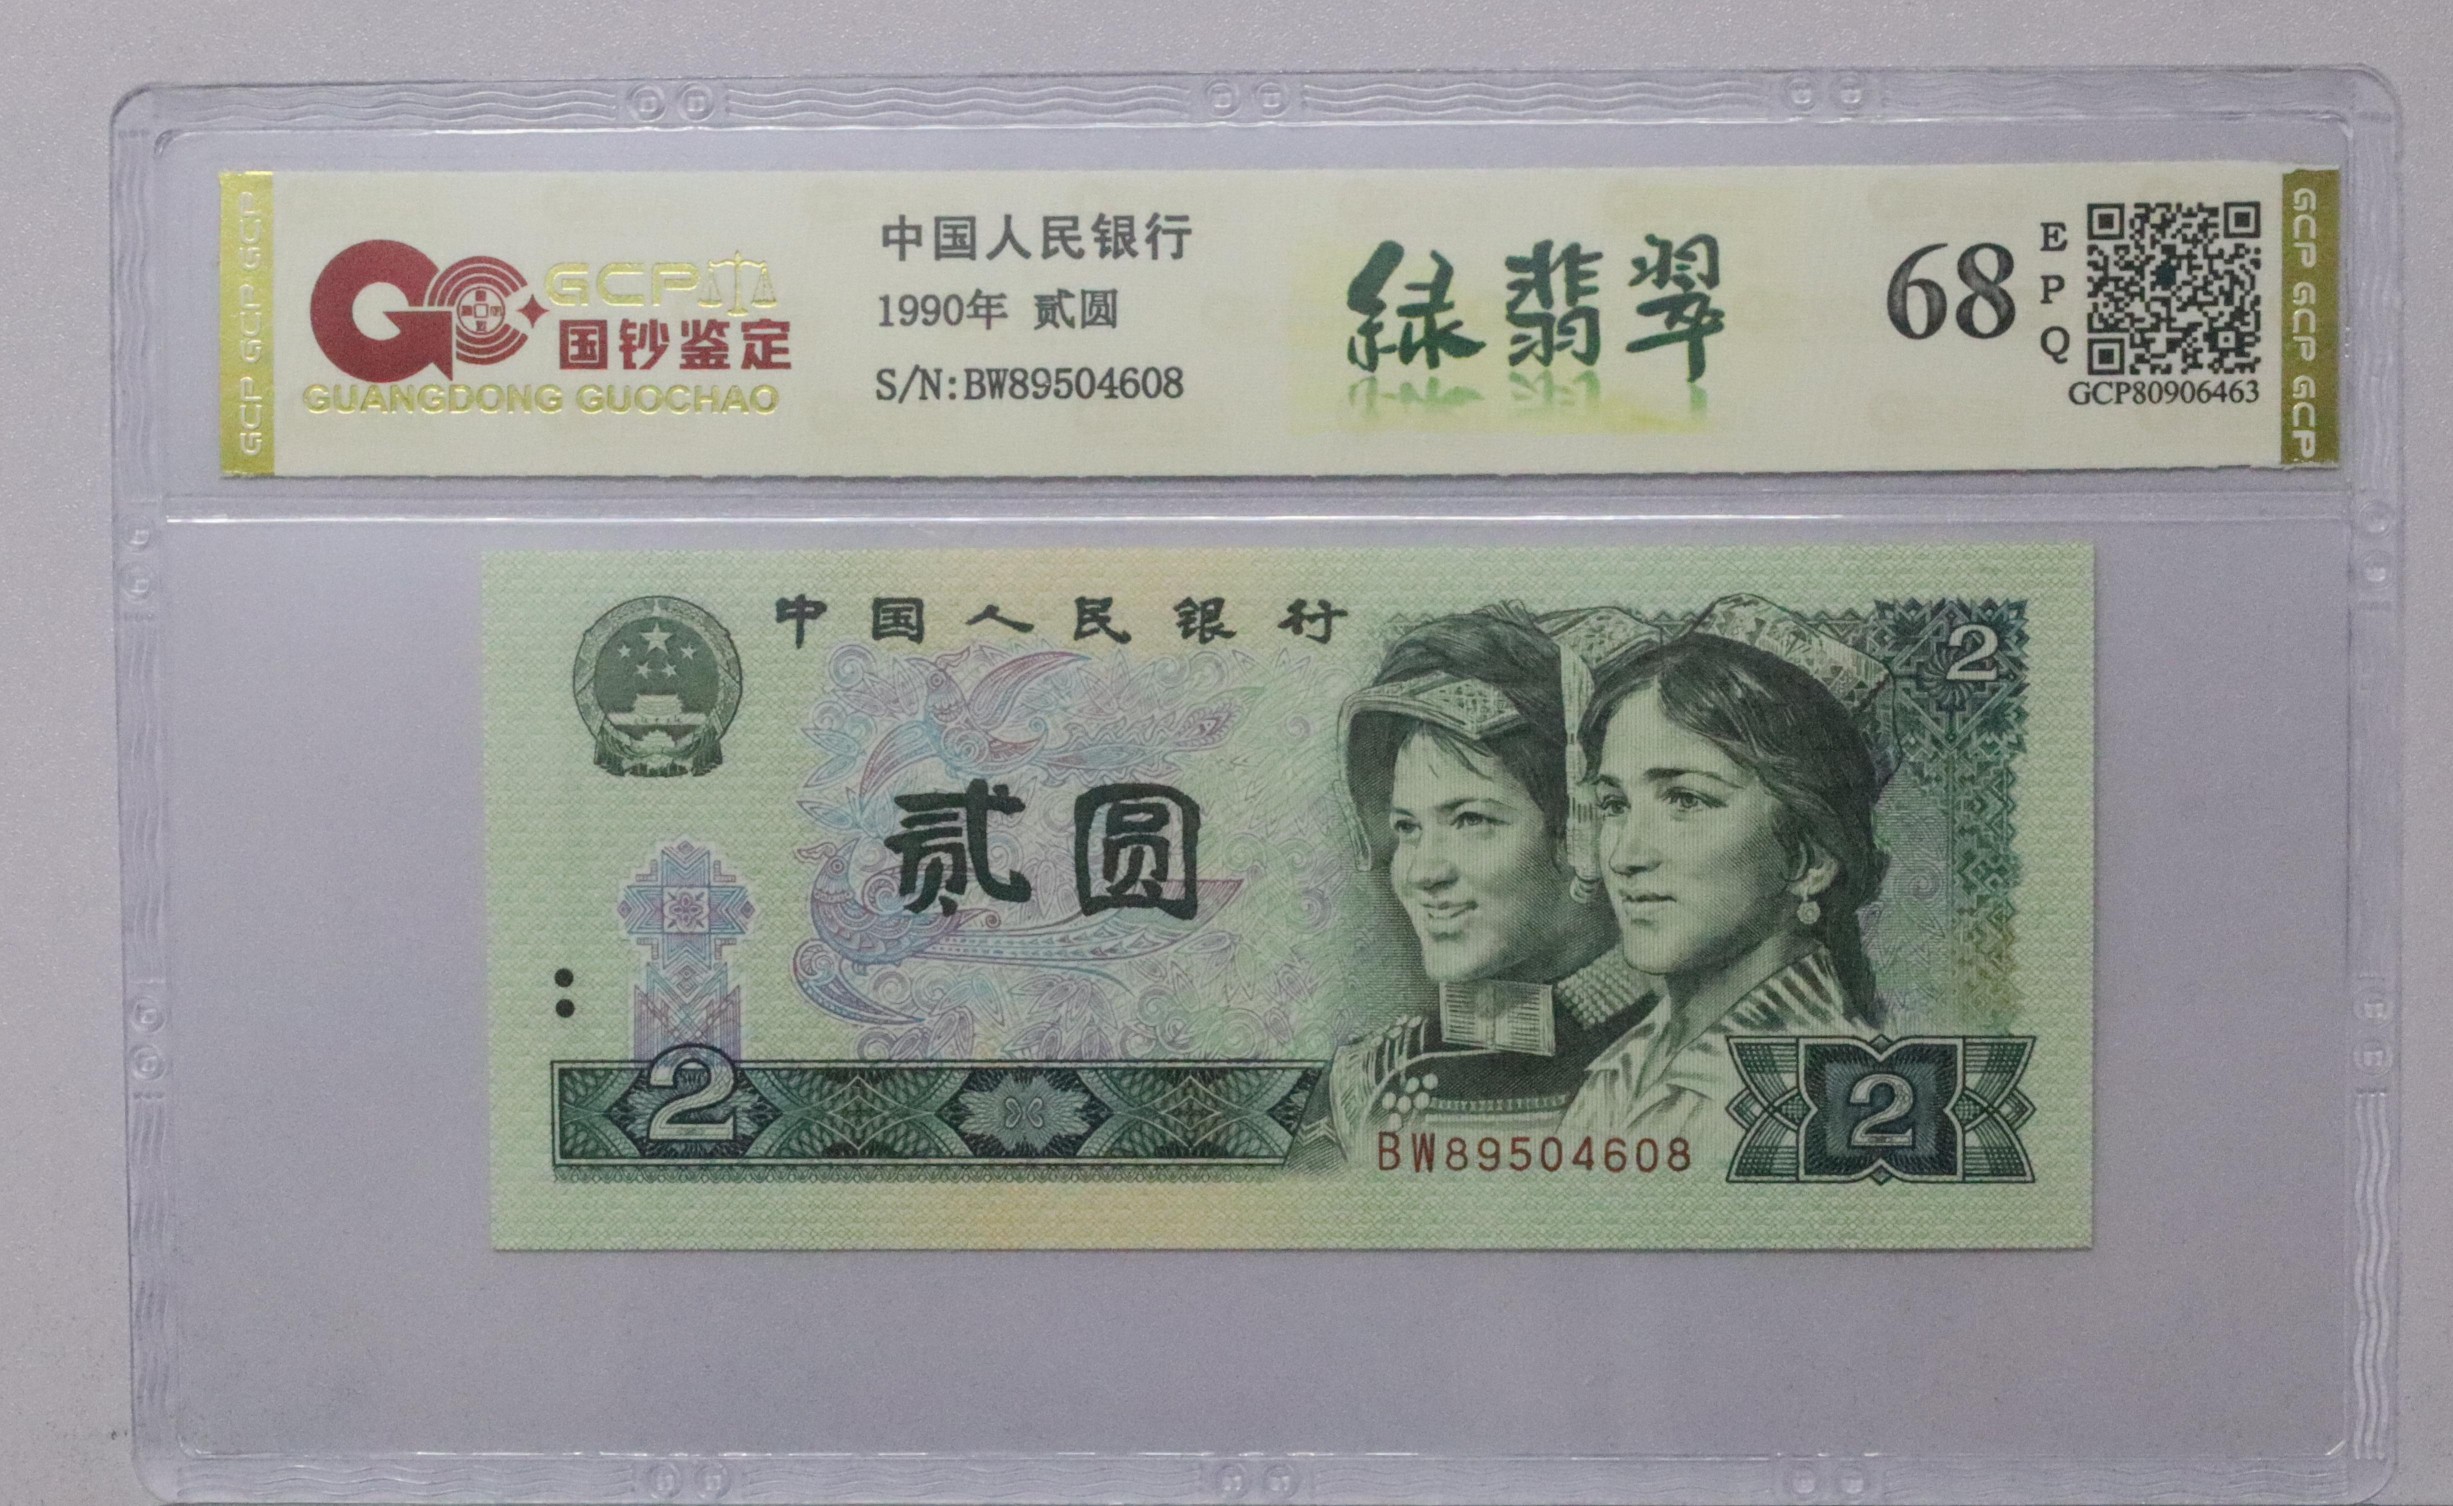 GCP GCP GCP
GCP
国钞鉴定
GUANGDONG GUOCHAO
中国人民银行
1990年 贰圆
S/N:BW89504608
绿翡翠
68
EPQ
GCP80906463
GCP GCP GCP
中国人民银行
2
贰圆
2
BW89504608
2